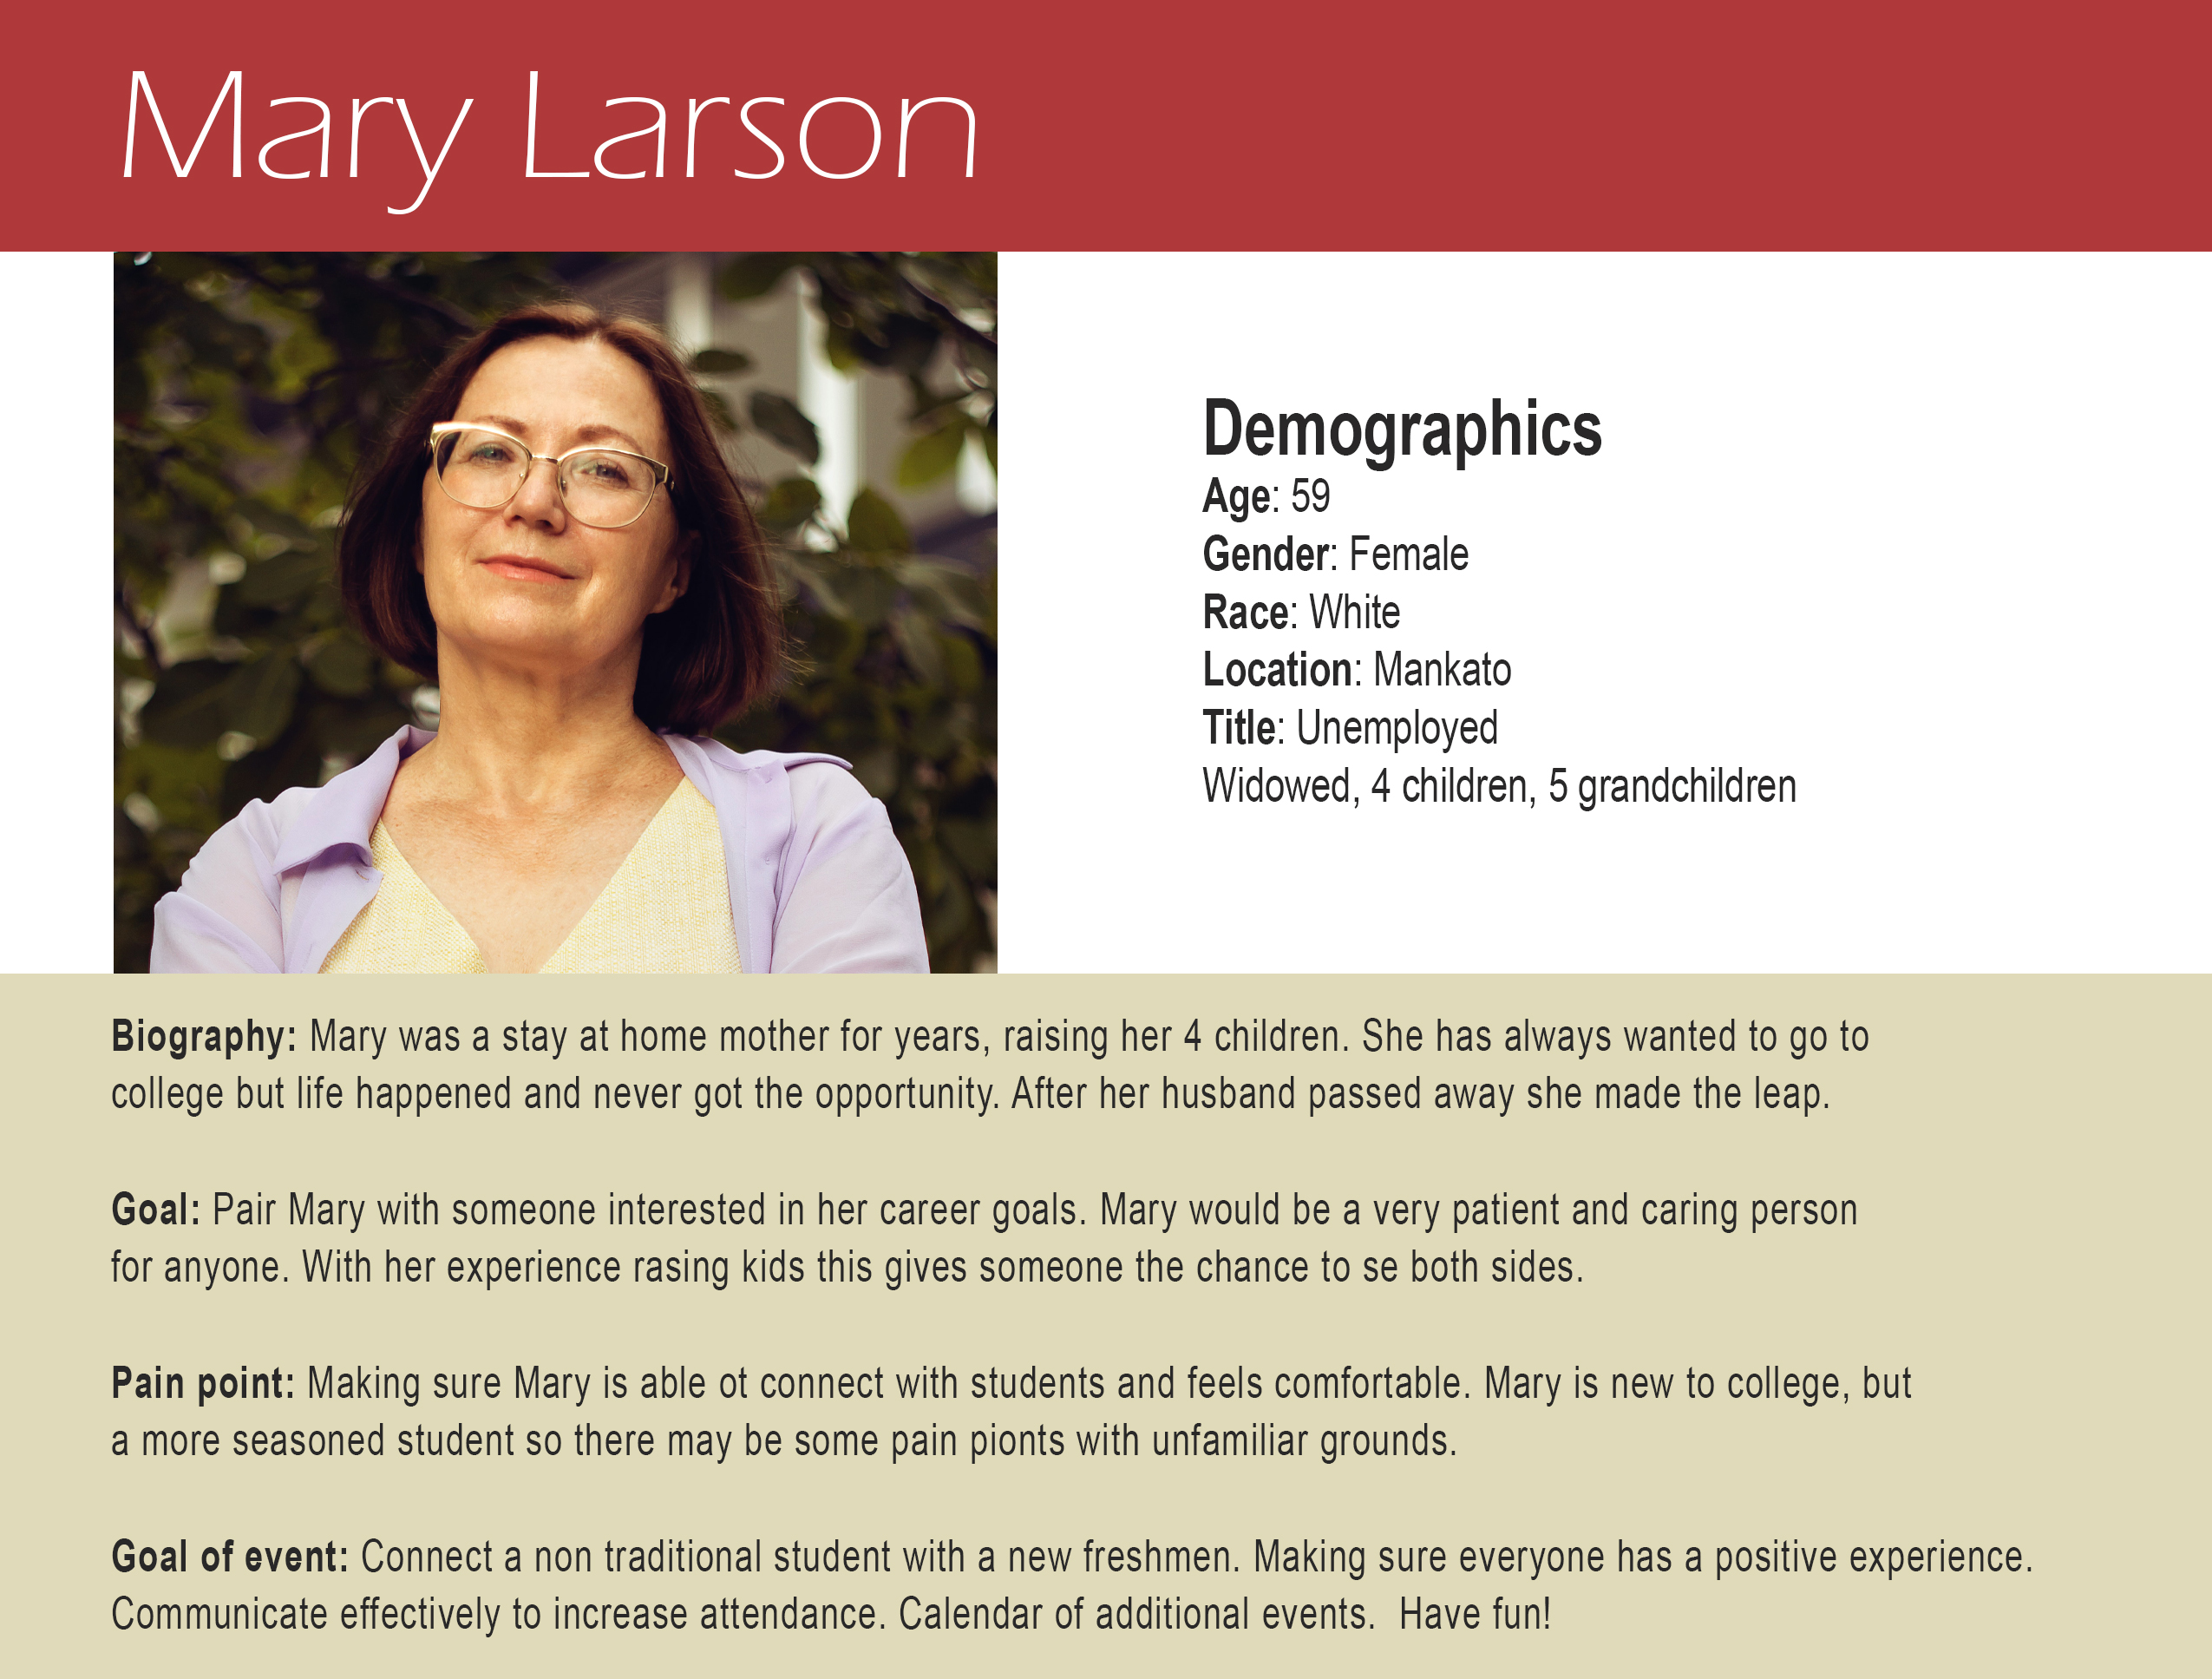 Mary Larson
Demographics
Age: 59
Gender: Female
Race: White
Location: Mankato
Title: Unemployed
Widowed, 4 children, 5 grandchildren
Biography: Mary was a stay at home mother for years, raising her 4 children. She has always wanted to go to
college but life happened and never got the opportunity. After her husband passed away she made the leap.
Goal: Pair Mary with someone interested in her career goals. Mary would be a very patient and caring person
for anyone. With her experience rasing kids this gives someone the chance to se both sides.
Pain point: Making sure Mary is able ot connect with students and feels comfortable. Mary is new to college, but
a more seasoned student so there may be some pain pionts with unfamiliar grounds.
Goal of event: Connect a non traditional student with a new freshmen. Making sure everyone has a positive experience.
Communicate effectively to increase attendance. Calendar of additional events.  Have fun!